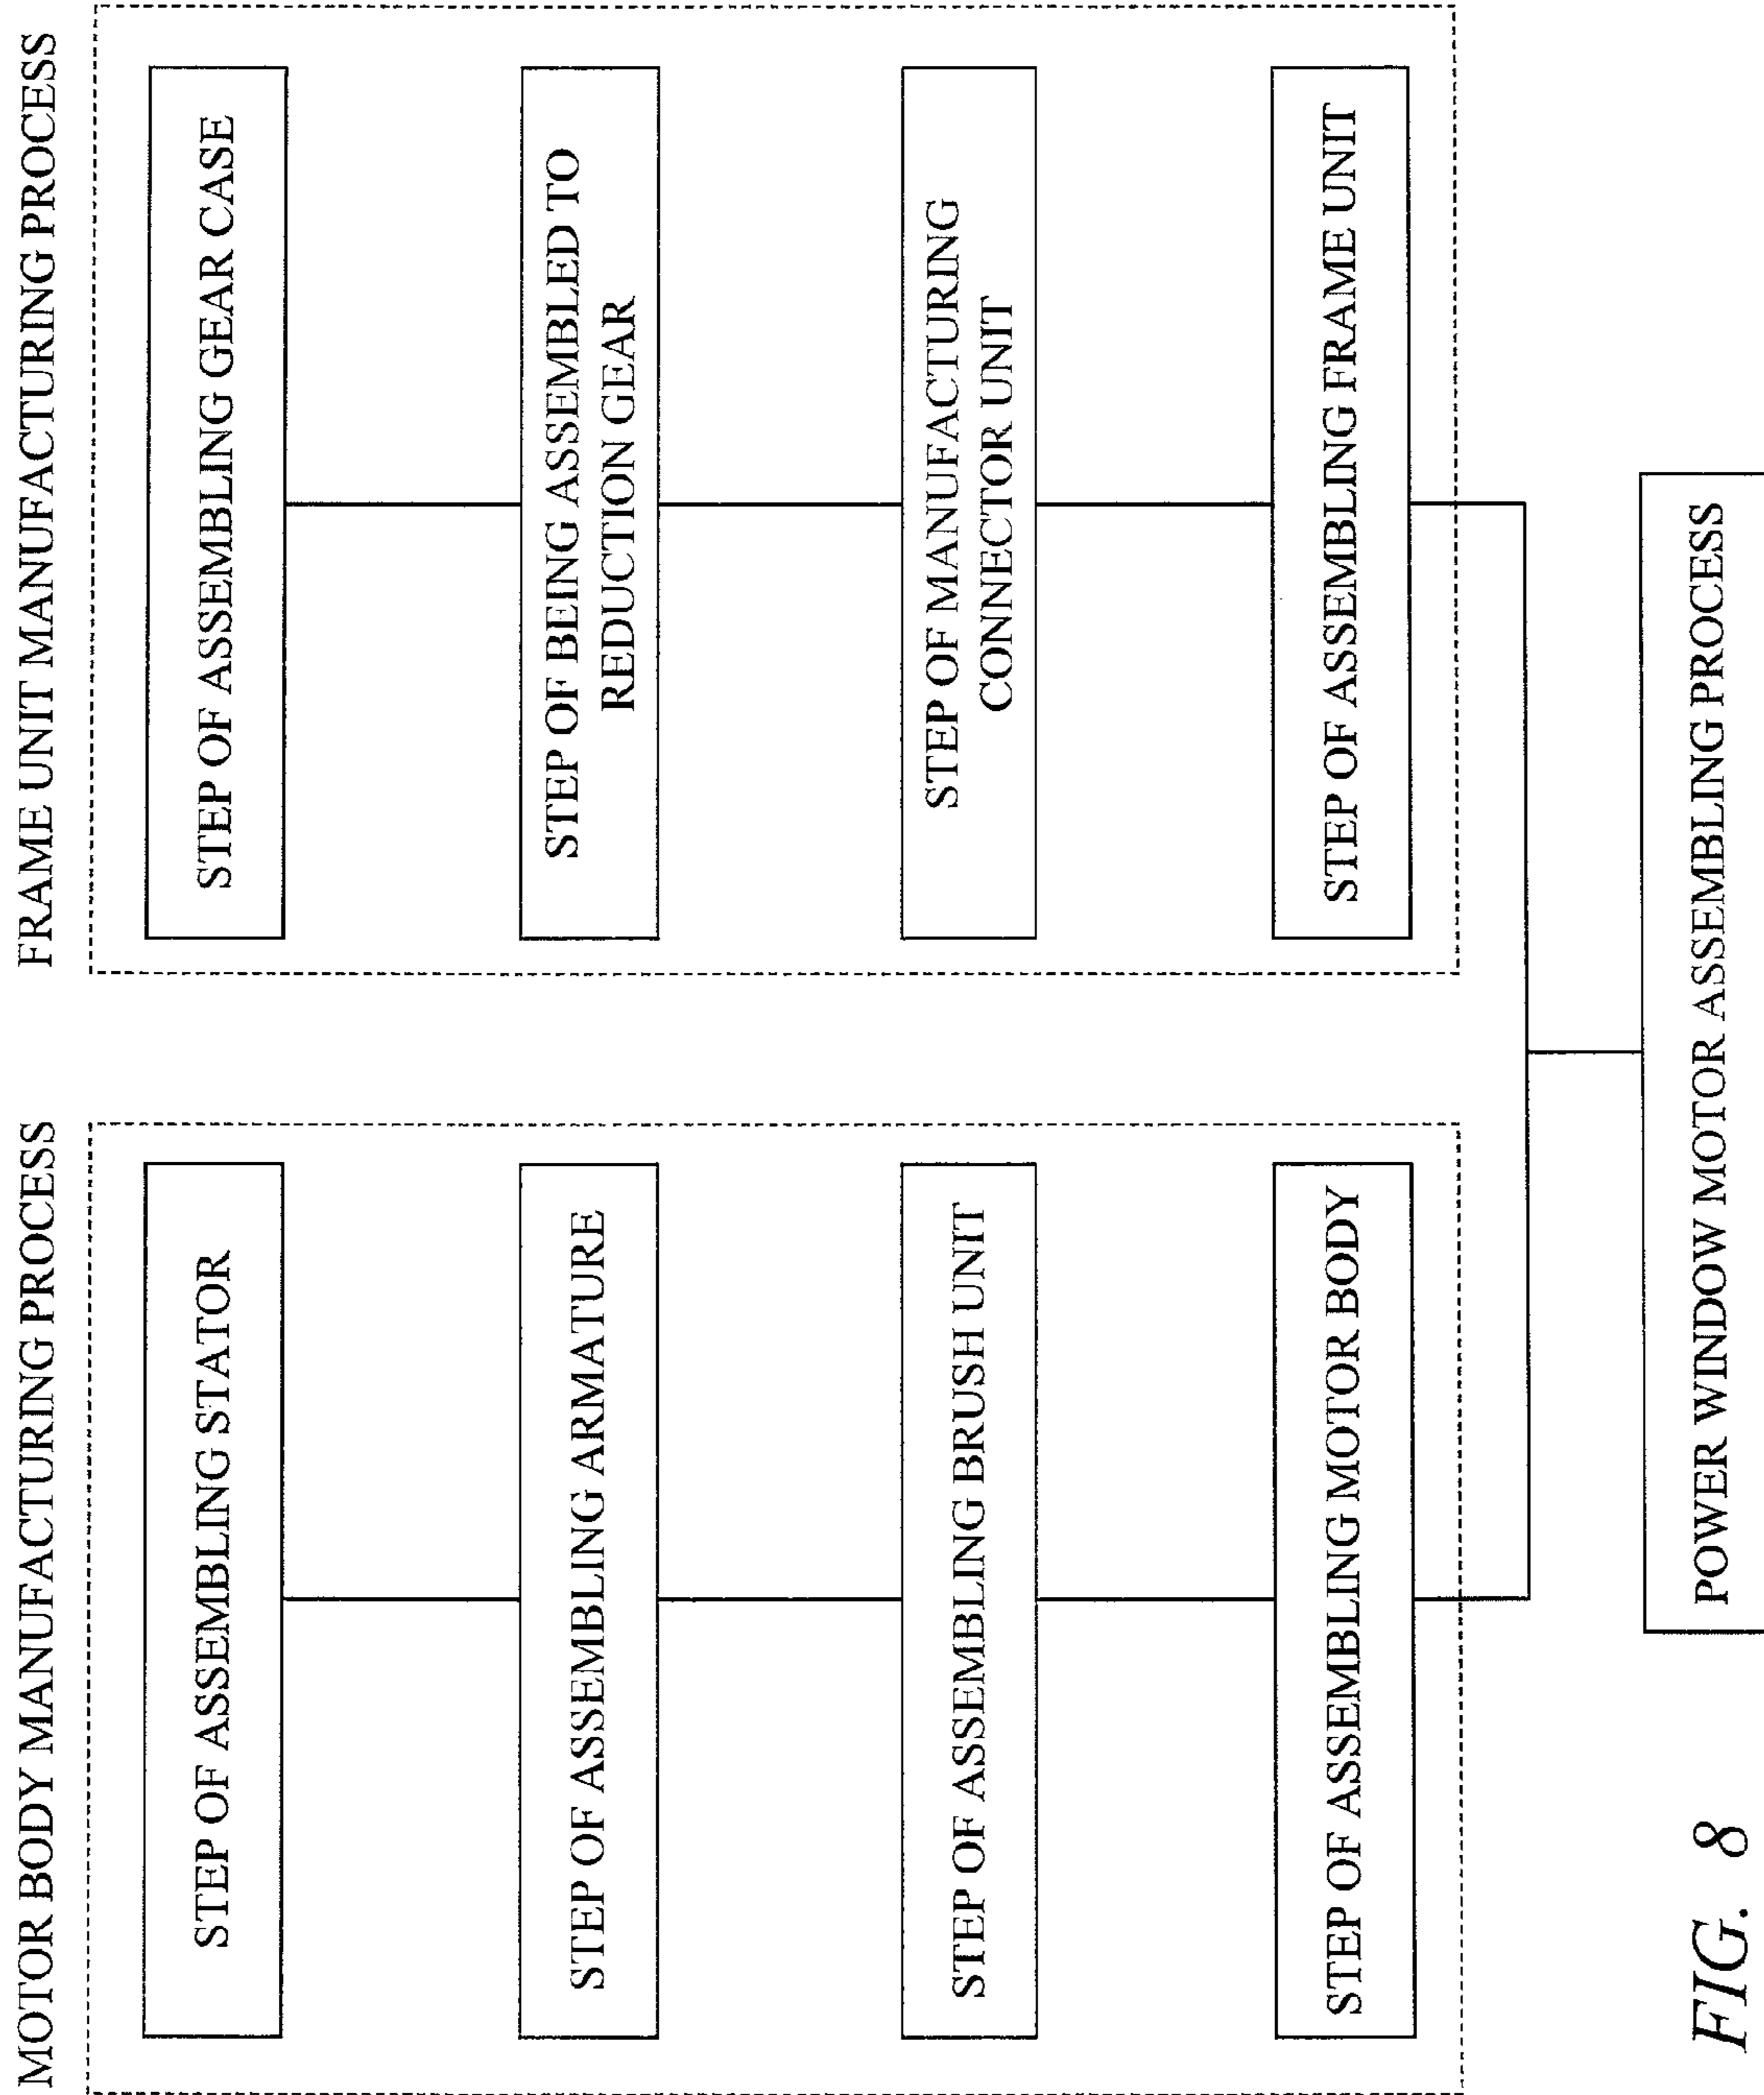 MOTOR BODY MANUFACTURING PROCESS
STEP OF ASSEMBLING STATOR
STEP OF ASSEMBLING ARMATURE
STEP OF ASSEMBLING BRUSH UNIT
STEP OF ASSEMBLING MOTOR BODY
FRAME UNIT MANUFACTURING PROCESS
STEP OF ASSEMBLING GEAR CASE
STEP OF BEING ASSEMBLED TO
REDUCTION GEAR
STEP OF MANUFACTURING
CONNECTOR UNIT
STEP OF ASSEMBLING FRAME UNIT
POWER WINDOW MOTOR ASSEMBLING PROCESS
FIG. 8